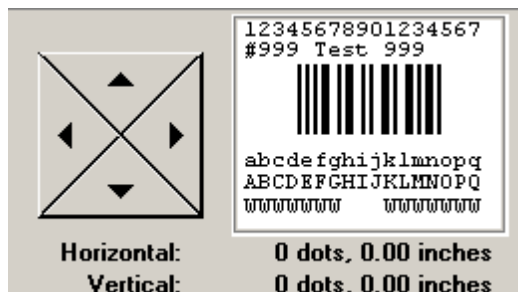 12345678901234567
#999 Test 999
abcdefghijklmnopq
ABCDEFGHIJKLMNOPQ
WWWWWWW WWWWWWW
Horizontal: 0 dots, 0.00 inches
Vertical: 0 dots, 0.00 inches